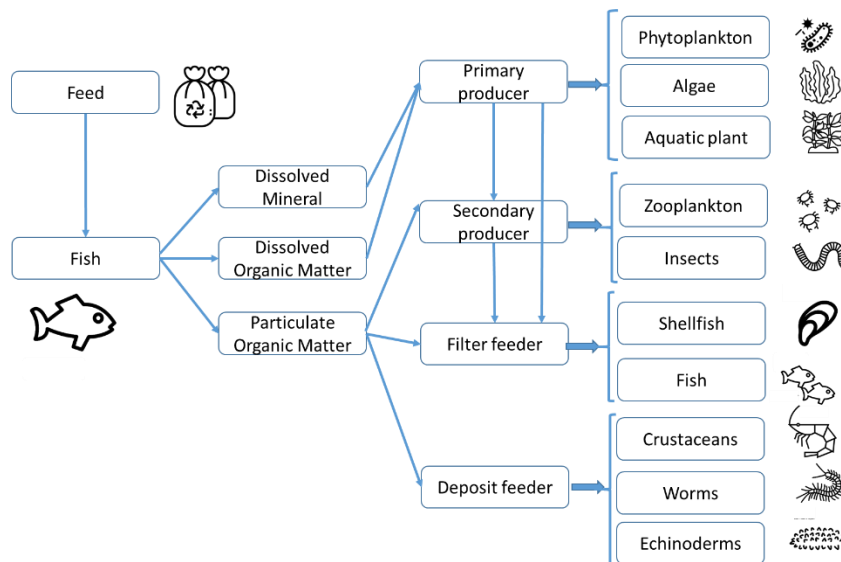 Feed
Fish
Dissolved
Mineral
Dissolved
Organic Matter
Particulate
Organic Matter
Primary
producer
Secondary
producer
Filter feeder
Deposit feeder
Phytoplankton
Algae
Aquatic plant
Zooplankton
Insects
Shellfish
Fish
Crustaceans
Worms
Echinoderms